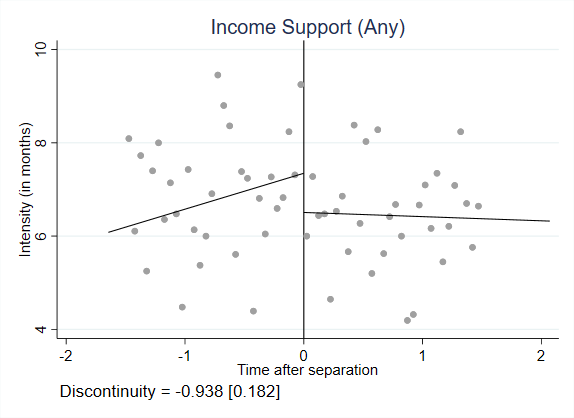 Income Support (Any)
10
8
6
4
Intensity (in months)
-2
-1
0
1
2
Time after separation
Discontinuity = -0.938 [0.182]